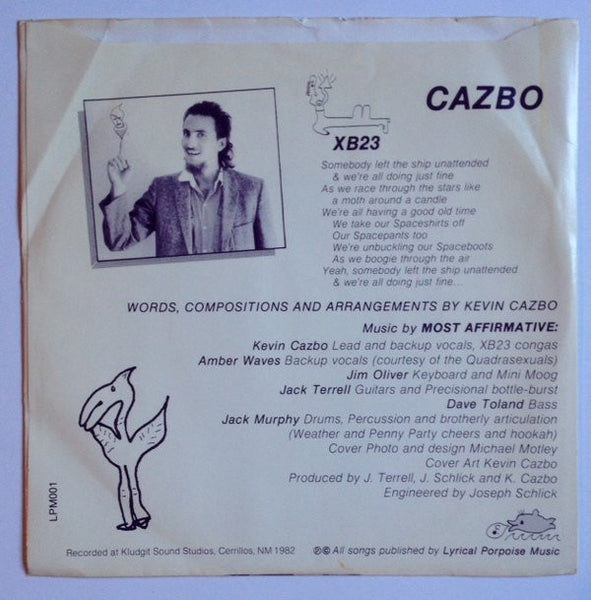 CAZBO
XB23
Somebody left the ship unattended
& we're all doing just fine
As we race through the stars like
a moth around a candle
We're all having a good old time
We take our Spaceshirts off
Our Spacepants too
We're unbuckling our Spaceboots
As we boogie through the air
Yeah, somebody left the ship unattended
& we're all doing just fine...
WORDS, COMPOSITIONS AND ARRANGEMENTS BY KEVIN CAZBO
Music by MOST AFFIRMATIVE:
Kevin Cazbo Lead and backup vocals, XB23 congas
Amber Waves Backup vocals (courtesy of the Quadrasexuals)
Jim Oliver Keyboard and Mini Moog
Jack Terrell Guitars and Precisional bottle-burst
Dave Toland Bass
Jack Murphy Drums, Percussion and brotherly articulation
(Weather and Penny Party cheers and hookah)
Cover Photo and design Michael Motley
Cover Art Kevin Cazbo
Produced by J. Terrell, J. Schlick and K. Cazbo
Engineered by Joseph Schlick
LPM001
Recorded at Kludgit Sound Studios, Cerrillos, NM 1982
℗© All songs published by Lyrical Porpoise Music